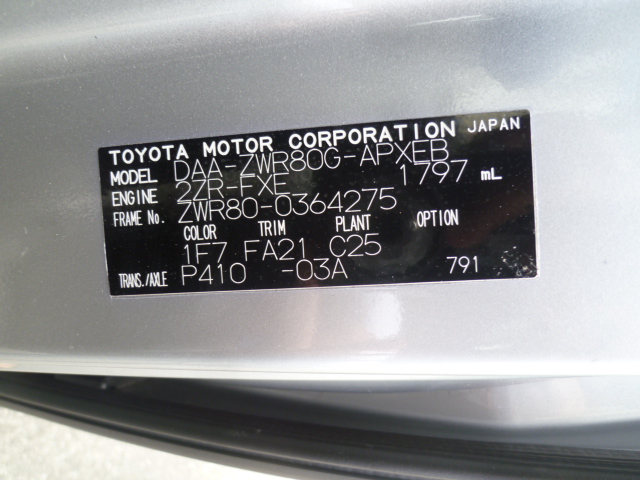 TOYOTA MOTOR CORPORATION JAPAN
MODEL DAA-ZWR80G-APXEB
ENGINE 2ZR-FXE 1797 mL
FRAME No. ZWR80-0364275
COLOR TRIM PLANT OPTION
1F7 FA21 C25
TRANS./AXLE P410 -03A 791